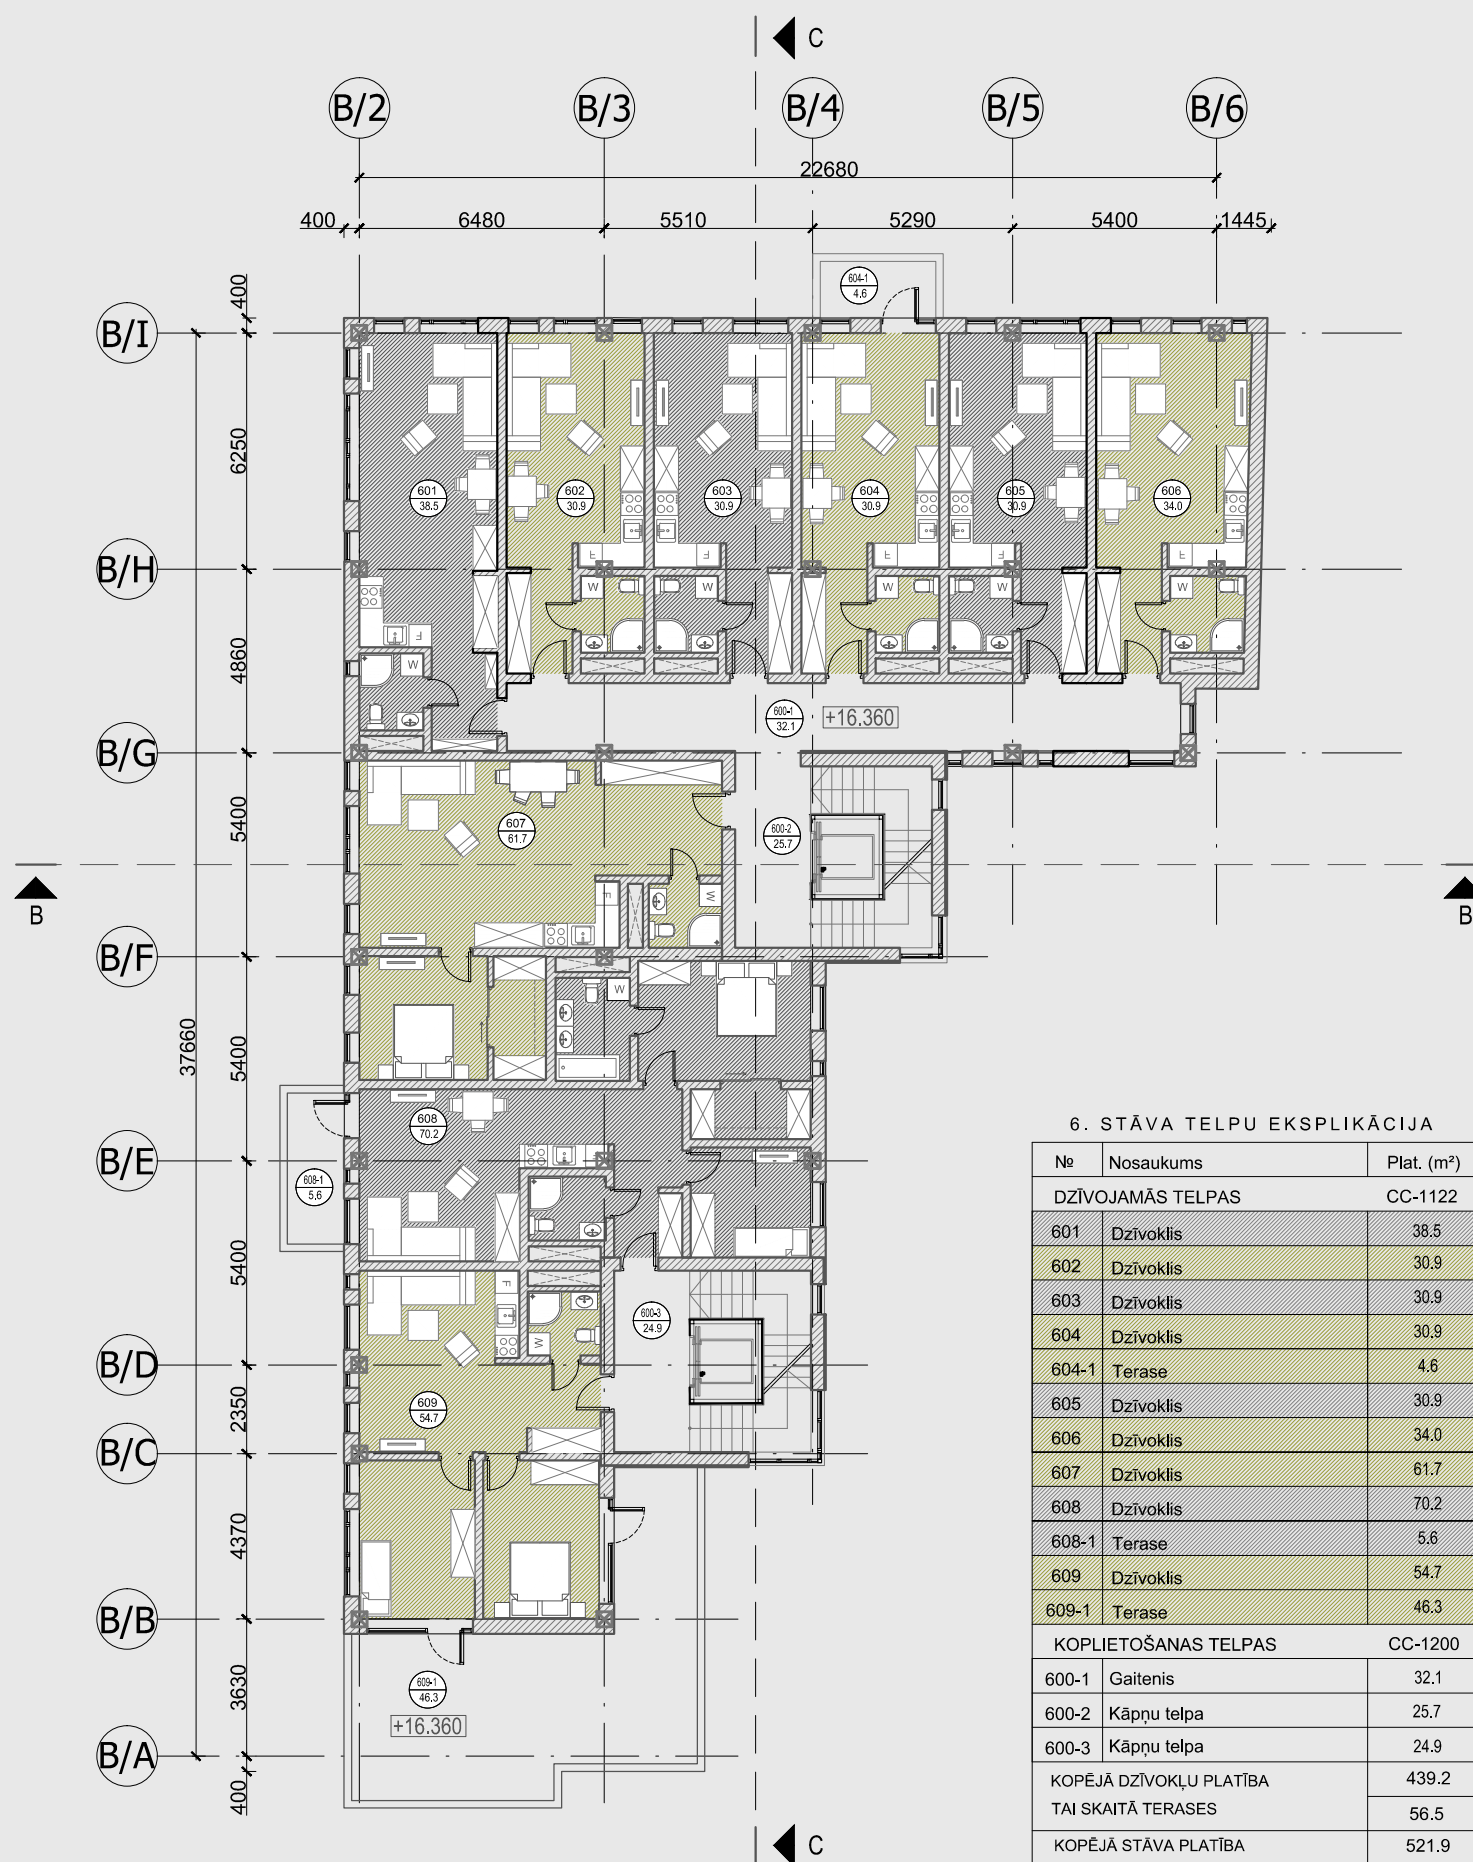 C
B/2 B/3 B/4 B/5 B/6
22680
400 6480 5510 5290 5400 1445
604-1
4.6
400
B/I
6250
601
38.5
602
30.9
603
30.9
604
30.9
605
30.9
606
34.0
F F F F F
B/H
W W W W W
4860
F
W
600-1
32.1
+16.360
B/G
5400
607
61.7
600-2
25.7
F
W
B B
B/F
37660
5400
W
608
70.2
B/E
608-1
5.6
5400
F
W
600-3
24.9
B/D
2350
609
54.7
B/C
4370
B/B
3630
609-1
46.3
+16.360
B/A
400
C
6. STĀVA TELPU EKSPLIKĀCIJA
№ Nosaukums Plat. (m²)
DZĪVOJAMĀS TELPAS CC-1122
601 Dzīvoklis 38.5
602 Dzīvoklis 30.9
603 Dzīvoklis 30.9
604 Dzīvoklis 30.9
604-1 Terase 4.6
605 Dzīvoklis 30.9
606 Dzīvoklis 34.0
607 Dzīvoklis 61.7
608 Dzīvoklis 70.2
608-1 Terase 5.6
609 Dzīvoklis 54.7
609-1 Terase 46.3
KOPLIETOŠANAS TELPAS CC-1200
600-1 Gaitenis 32.1
600-2 Kāpņu telpa 25.7
600-3 Kāpņu telpa 24.9
KOPĒJĀ DZĪVOKĻU PLATĪBA 439.2
TAI SKAITĀ TERASES 56.5
KOPĒJĀ STĀVA PLATĪBA 521.9